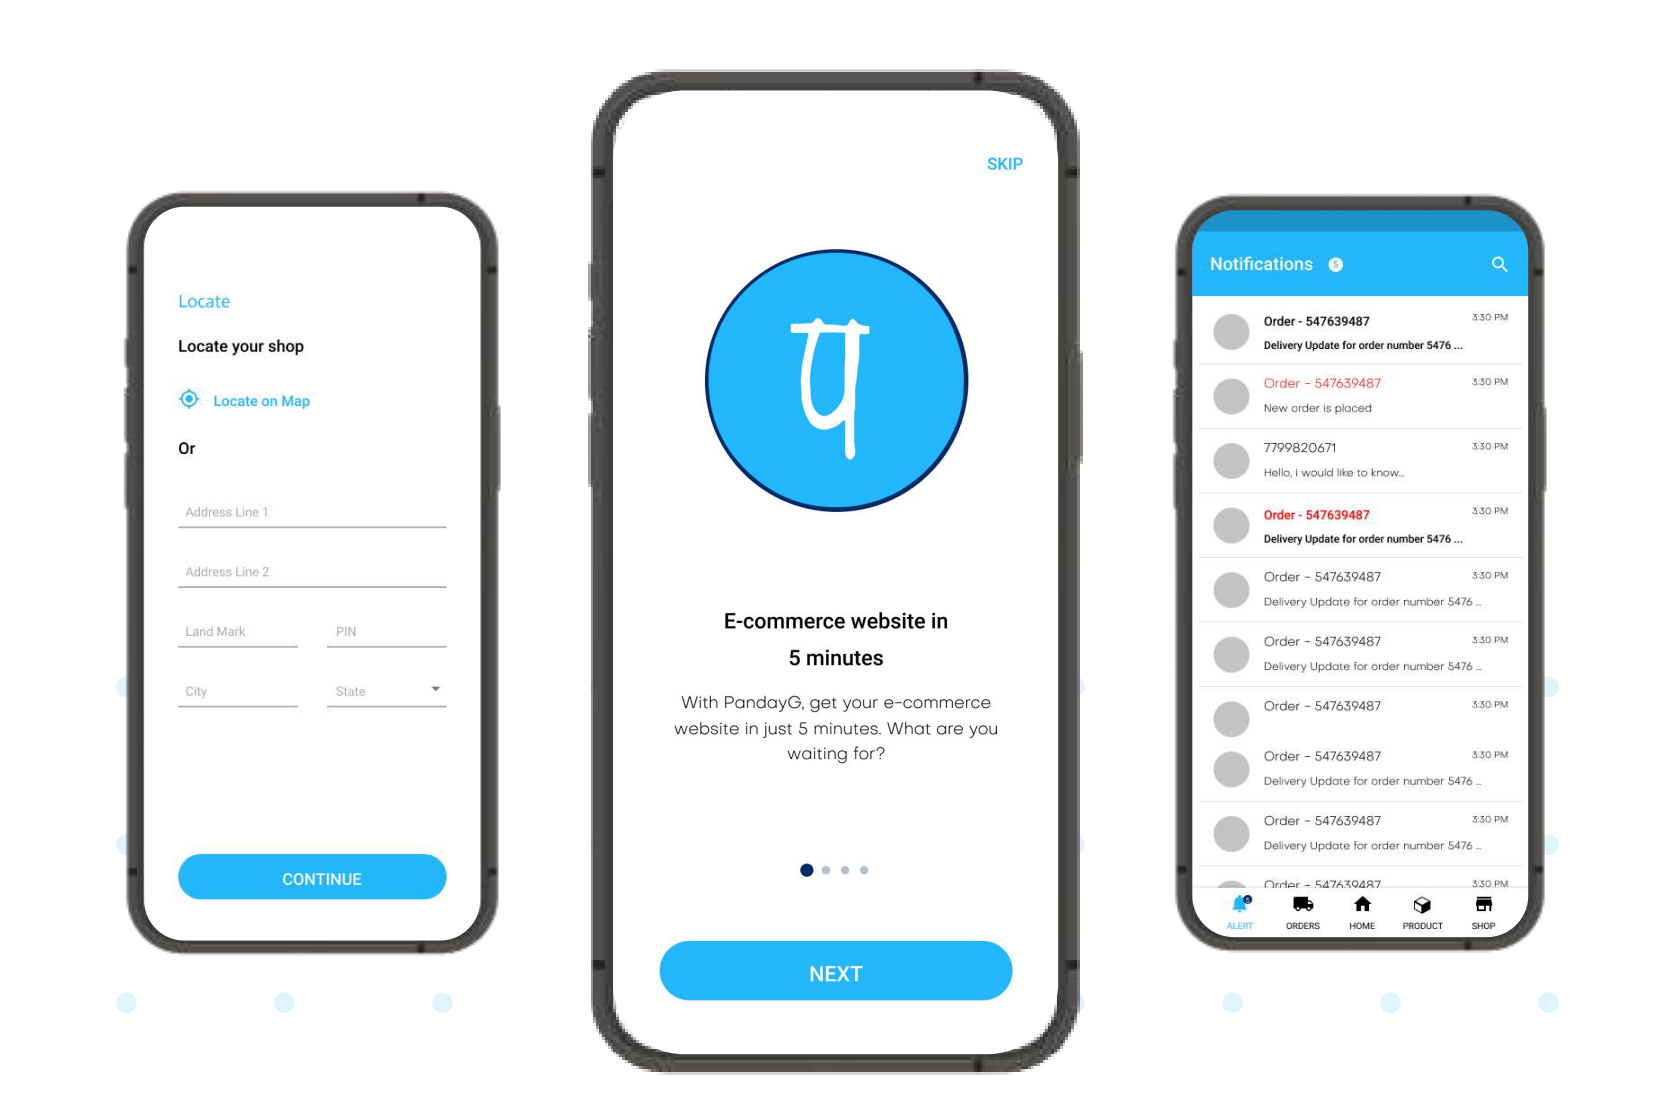 Locate
Locate your shop
Locate on Map
Or
Address Line 1
Address Line 2
Land Mark
PIN
City
State
CONTINUE
SKIP
प
E-commerce website in
5 minutes
With PandayG, get your e-commerce
website in just 5 minutes. What are you
waiting for?
NEXT
Notifications 5
Order - 547639487 3:30 PM
Delivery Update for order number 5476 ...
Order - 547639487 3:30 PM
New order is placed
7799820671 3:30 PM
Hello, i would like to know...
Order - 547639487 3:30 PM
Delivery Update for order number 5476 ...
Order - 547639487 3:30 PM
Delivery Update for order number 5476 ...
Order - 547639487 3:30 PM
Delivery Update for order number 5476 ...
Order - 547639487 3:30 PM
Order - 547639487 3:30 PM
Delivery Update for order number 5476 ...
Order - 547639487 3:30 PM
Delivery Update for order number 5476 ...
Order - 547639487 3:30 PM
5
ALERT ORDERS HOME PRODUCT SHOP